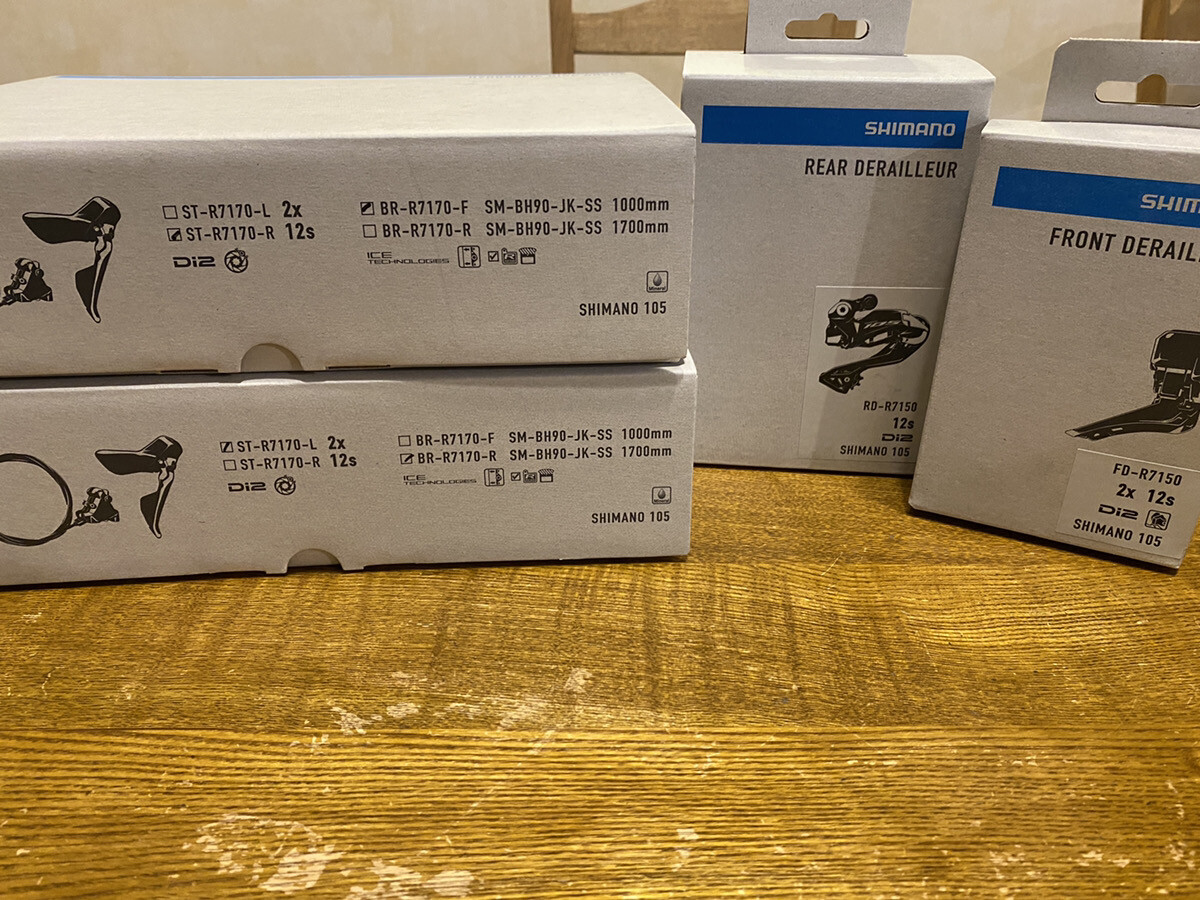 ☐ ST-R7170-L 2x
☑ ST-R7170-R 12s
Di2
☑ BR-R7170-F SM-BH90-JK-SS 1000mm
☐ BR-R7170-R SM-BH90-JK-SS 1700mm
ICE
TECHNOLOGIES
Mineral
SHIMANO 105
☑ ST-R7170-L 2x
☐ ST-R7170-R 12s
Di2
☐ BR-R7170-F SM-BH90-JK-SS 1000mm
☑ BR-R7170-R SM-BH90-JK-SS 1700mm
ICE
TECHNOLOGIES
Mineral
SHIMANO 105
SHIMANO
REAR DERAILLEUR
RD-R7150
12s
Di2
SHIMANO 105
SHIM
FRONT DERAIL
FD-R7150
2x 12s
Di2
SHIMANO 105